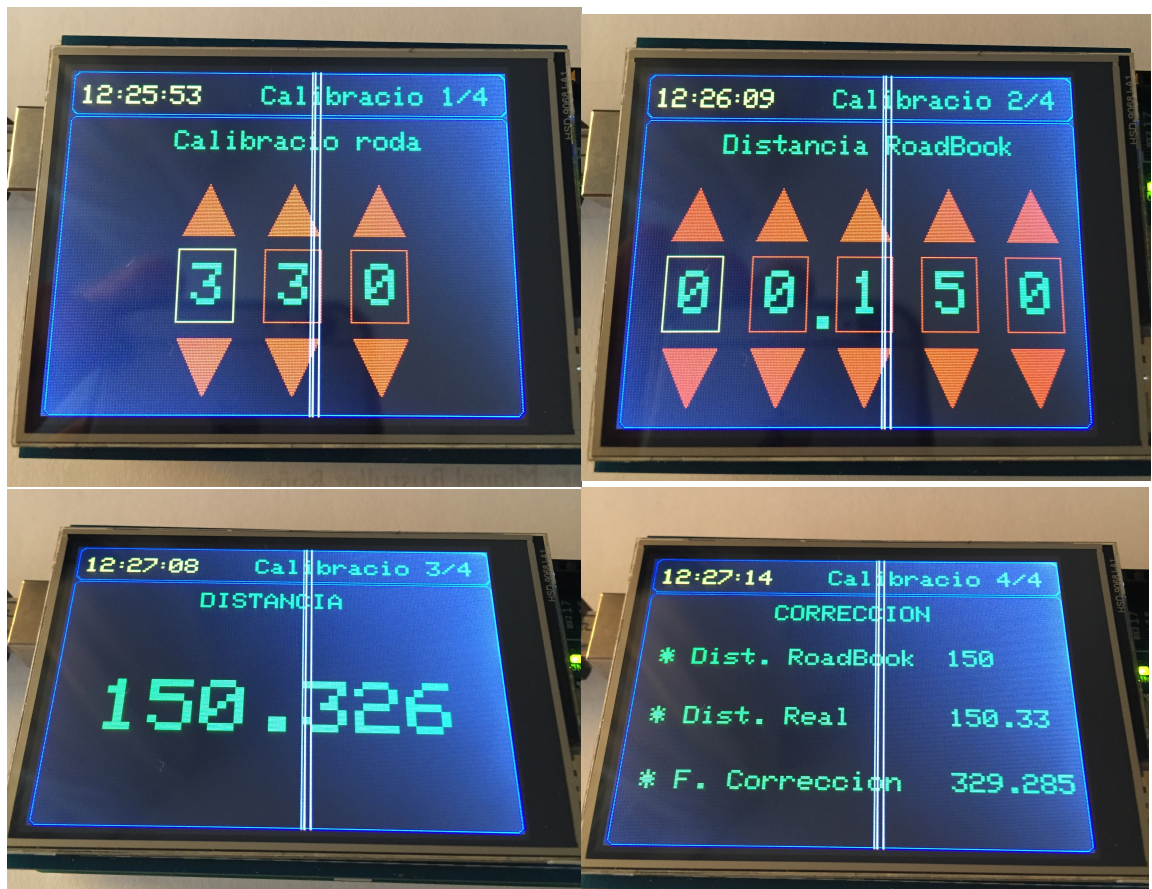 12:25:53 Calibracio 1/4
Calibracio roda
3 3 0
12:26:09 Calibracio 2/4
Distancia RoadBook
0 0.1 5 0
12:27:08 Calibracio 3/4
DISTANCIA
150.326
12:27:14 Calibracio 4/4
CORRECCION
* Dist. RoadBook 150
* Dist. Real 150.33
* F. Correccion 329.285